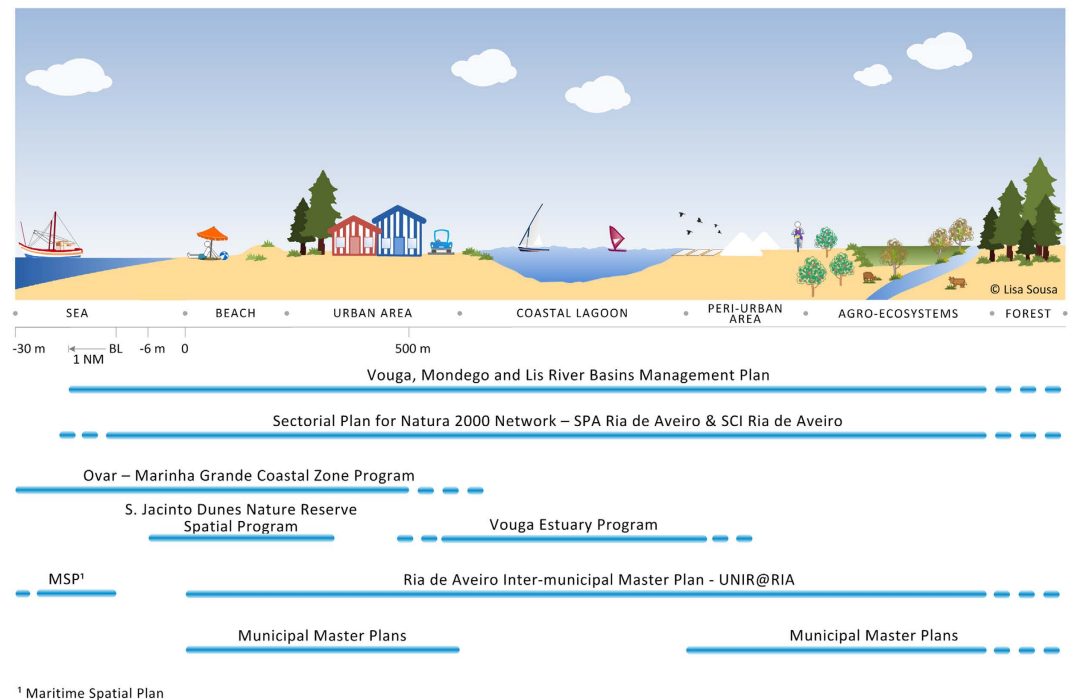 © Lisa Sousa
SEA
BEACH
URBAN AREA
COASTAL LAGOON
PERI-URBAN
AREA
AGRO-ECOSYSTEMS
FOREST
-30 m
1 NM
BL
-6 m
0
500 m
Vouga, Mondego and Lis River Basins Management Plan
Sectorial Plan for Natura 2000 Network – SPA Ria de Aveiro & SCI Ria de Aveiro
Ovar – Marinha Grande Coastal Zone Program
S. Jacinto Dunes Nature Reserve
Spatial Program
Vouga Estuary Program
MSP¹
Ria de Aveiro Inter-municipal Master Plan - UNIR@RIA
Municipal Master Plans
Municipal Master Plans
¹ Maritime Spatial Plan